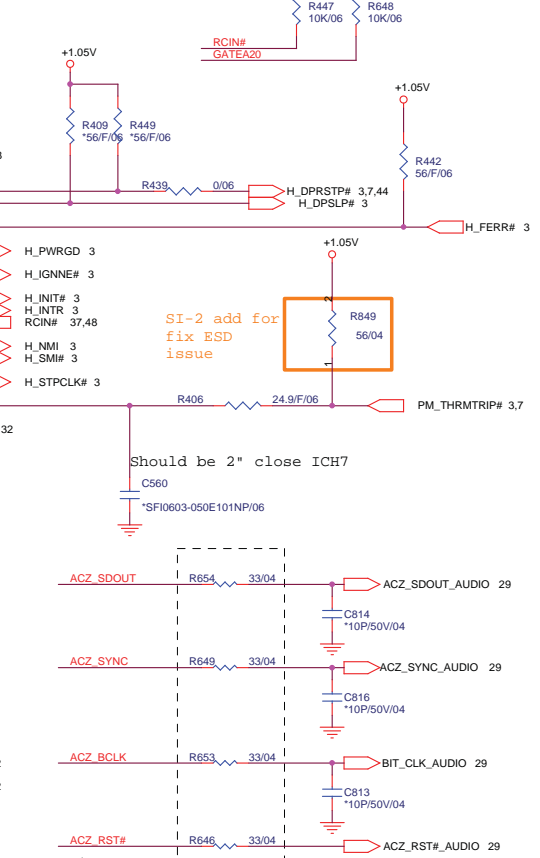 R447 R648
10K/06 10K/06
RCIN#
GATEA20
+1.05V
+1.05V
R409 R449
*56/F/06 *56/F/06
R442
56/F/06
R439 0/06 H_DPRSTP# 3,7,44
H_DPSLP# 3
H_FERR# 3
+1.05V
H_PWRGD 3
H_IGNNE# 3
H_INIT# 3
H_INTR 3
RCIN# 37,48
H_NMI 3
H_SMI# 3
H_STPCLK# 3
SI-2 add for
fix ESD
issue
2
R849
56/04
1
R406 24.9/F/06 PM_THRMTRIP# 3,7
32
Should be 2" close ICH7
C560
*SFI0603-050E101NP/06
ACZ_SDOUT R654 33/04 ACZ_SDOUT_AUDIO 29
C814
*10P/50V/04
ACZ_SYNC R649 33/04 ACZ_SYNC_AUDIO 29
C816
*10P/50V/04
ACZ_BCLK R653 33/04 BIT_CLK_AUDIO 29
C813
*10P/50V/04
ACZ_RST# R646 33/04 ACZ_RST#_AUDIO 29